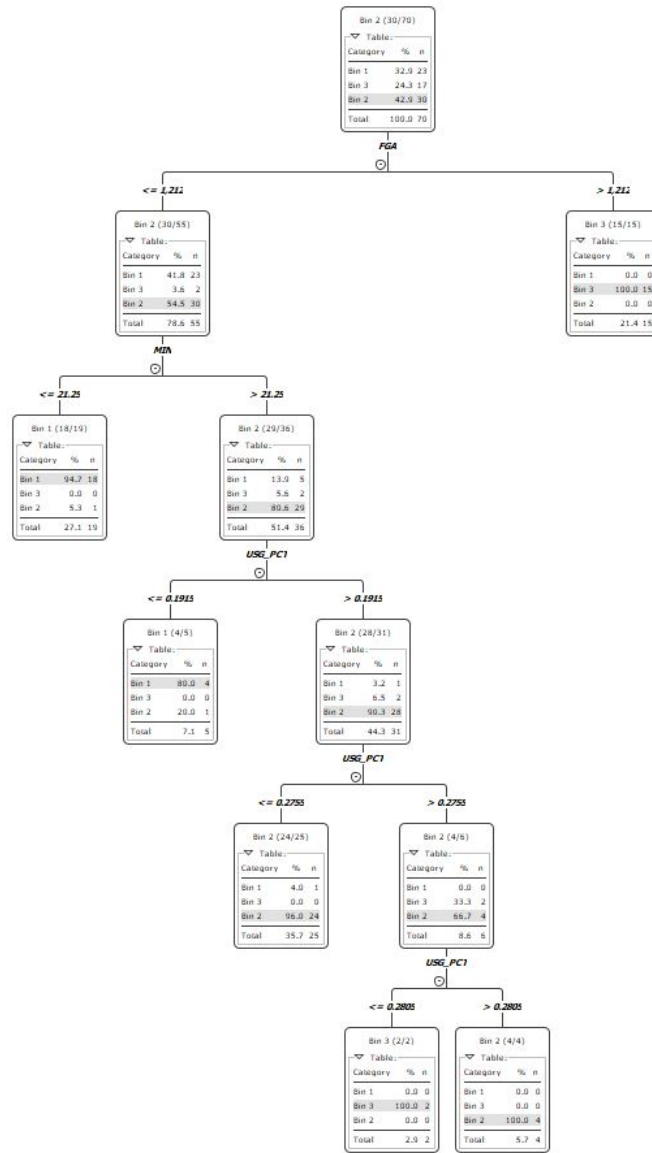 Bin 2 (30/70)
Table:
Category % n
Bin 1 32.9 23
Bin 3 24.3 17
Bin 2 42.9 30
Total 100.0 70
FGA
<= 1,212
> 1,212
Bin 2 (30/55)
Table:
Category % n
Bin 1 41.8 23
Bin 3 3.6 2
Bin 2 54.5 30
Total 78.6 55
Bin 3 (15/15)
Table:
Category % n
Bin 1 0.0 0
Bin 3 100.0 15
Bin 2 0.0 0
Total 21.4 15
MIN
<= 21.25
> 21.25
Bin 1 (18/19)
Table:
Category % n
Bin 1 94.7 18
Bin 3 0.0 0
Bin 2 5.3 1
Total 27.1 19
Bin 2 (29/36)
Table:
Category % n
Bin 1 13.9 5
Bin 3 5.6 2
Bin 2 80.6 29
Total 51.4 36
USG_PCT
<= 0.1915
> 0.1915
Bin 1 (4/5)
Table:
Category % n
Bin 1 80.0 4
Bin 3 0.0 0
Bin 2 20.0 1
Total 7.1 5
Bin 2 (28/31)
Table:
Category % n
Bin 1 3.2 1
Bin 3 6.5 2
Bin 2 90.3 28
Total 44.3 31
USG_PCT
<= 0.2755
> 0.2755
Bin 2 (24/25)
Table:
Category % n
Bin 1 4.0 1
Bin 3 0.0 0
Bin 2 96.0 24
Total 35.7 25
Bin 2 (4/6)
Table:
Category % n
Bin 1 0.0 0
Bin 3 33.3 2
Bin 2 66.7 4
Total 8.6 6
USG_PCT
<= 0.2805
> 0.2805
Bin 3 (2/2)
Table:
Category % n
Bin 1 0.0 0
Bin 3 100.0 2
Bin 2 0.0 0
Total 2.9 2
Bin 2 (4/4)
Table:
Category % n
Bin 1 0.0 0
Bin 3 0.0 0
Bin 2 100.0 4
Total 5.7 4